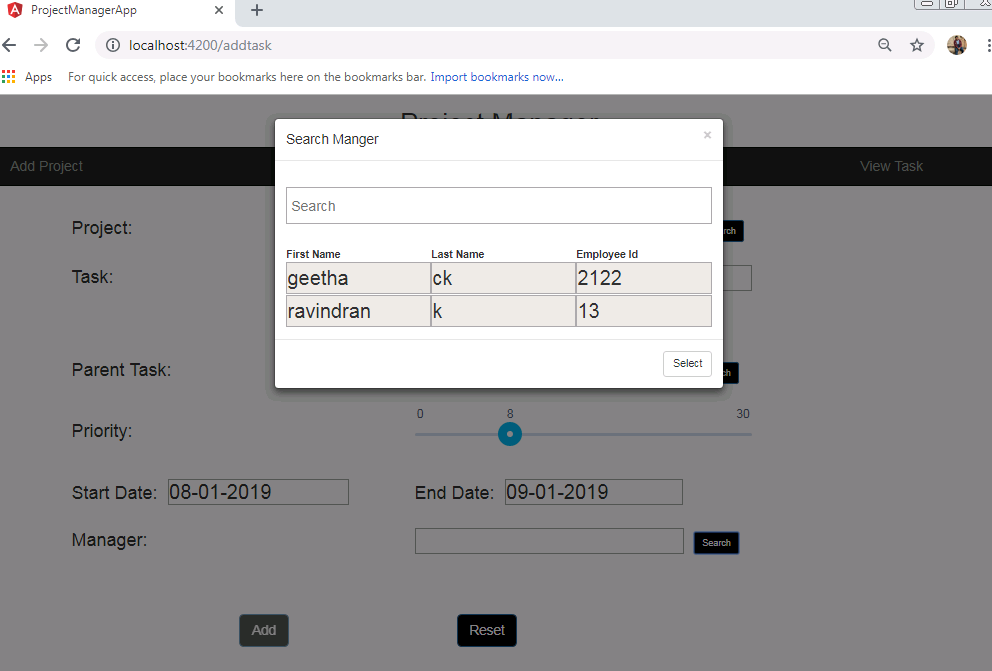 ProjectManagerApp
localhost:4200/addtask
Apps For quick access, place your bookmarks here on the bookmarks bar. Import bookmarks now...
Project Manager
Add Project View Task
Search Manger ×
Search
First Name Last Name Employee Id
geetha ck 2122
ravindran k 13
Select
Project:
Task:
Parent Task:
0 8 30
Priority:
Start Date: 08-01-2019 End Date: 09-01-2019
Manager: Search
Add Reset